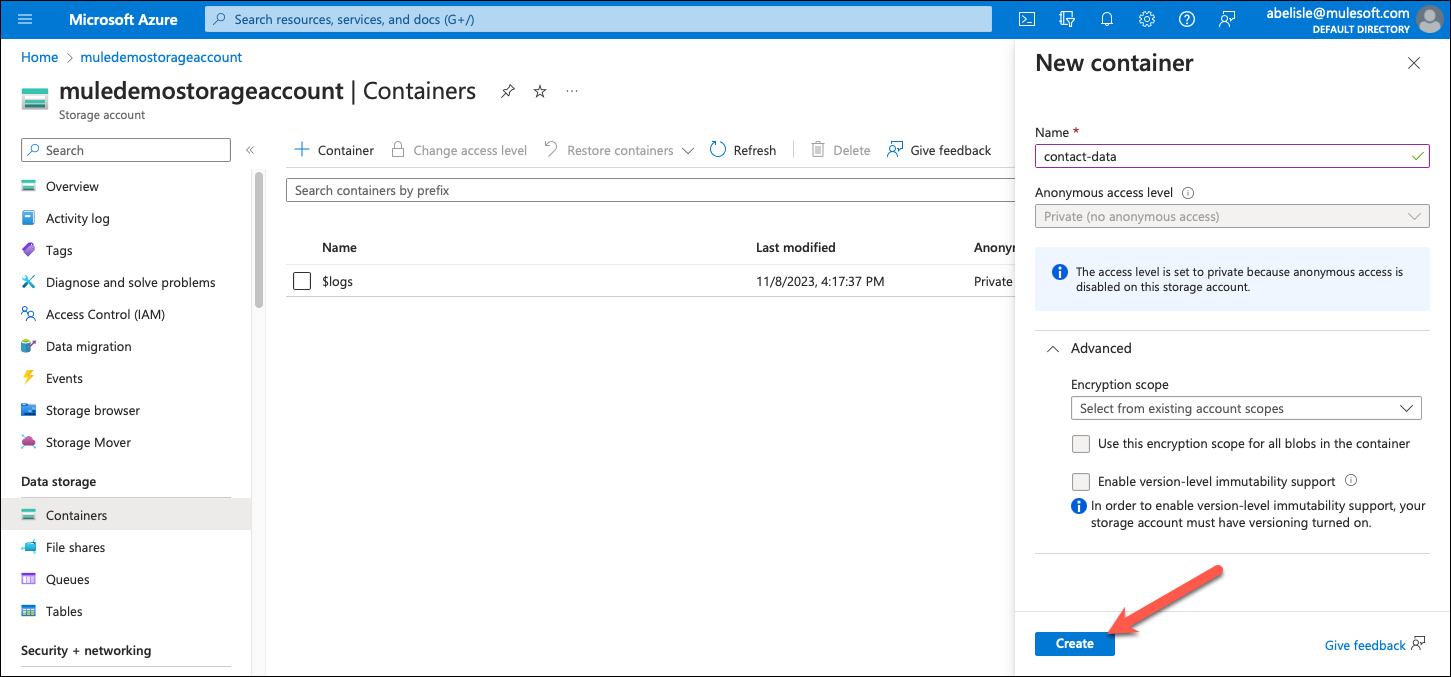 Microsoft Azure
Search resources, services, and docs (G+/)
abelisle@mulesoft.com
DEFAULT DIRECTORY
Home > muledemostorageaccount
muledemostorageaccount | Containers
Storage account
Search
Overview
Activity log
Tags
Diagnose and solve problems
Access Control (IAM)
Data migration
Events
Storage browser
Storage Mover
Data storage
Containers
File shares
Queues
Tables
Security + networking
Container
Change access level
Restore containers
Refresh
Delete
Give feedback
Search containers by prefix
Name Last modified Anonyr
$logs 11/8/2023, 4:17:37 PM Private
New container
Name *
contact-data
Anonymous access level
Private (no anonymous access)
The access level is set to private because anonymous access is
disabled on this storage account.
Advanced
Encryption scope
Select from existing account scopes
Use this encryption scope for all blobs in the container
Enable version-level immutability support
In order to enable version-level immutability support, your
storage account must have versioning turned on.
Create
Give feedback